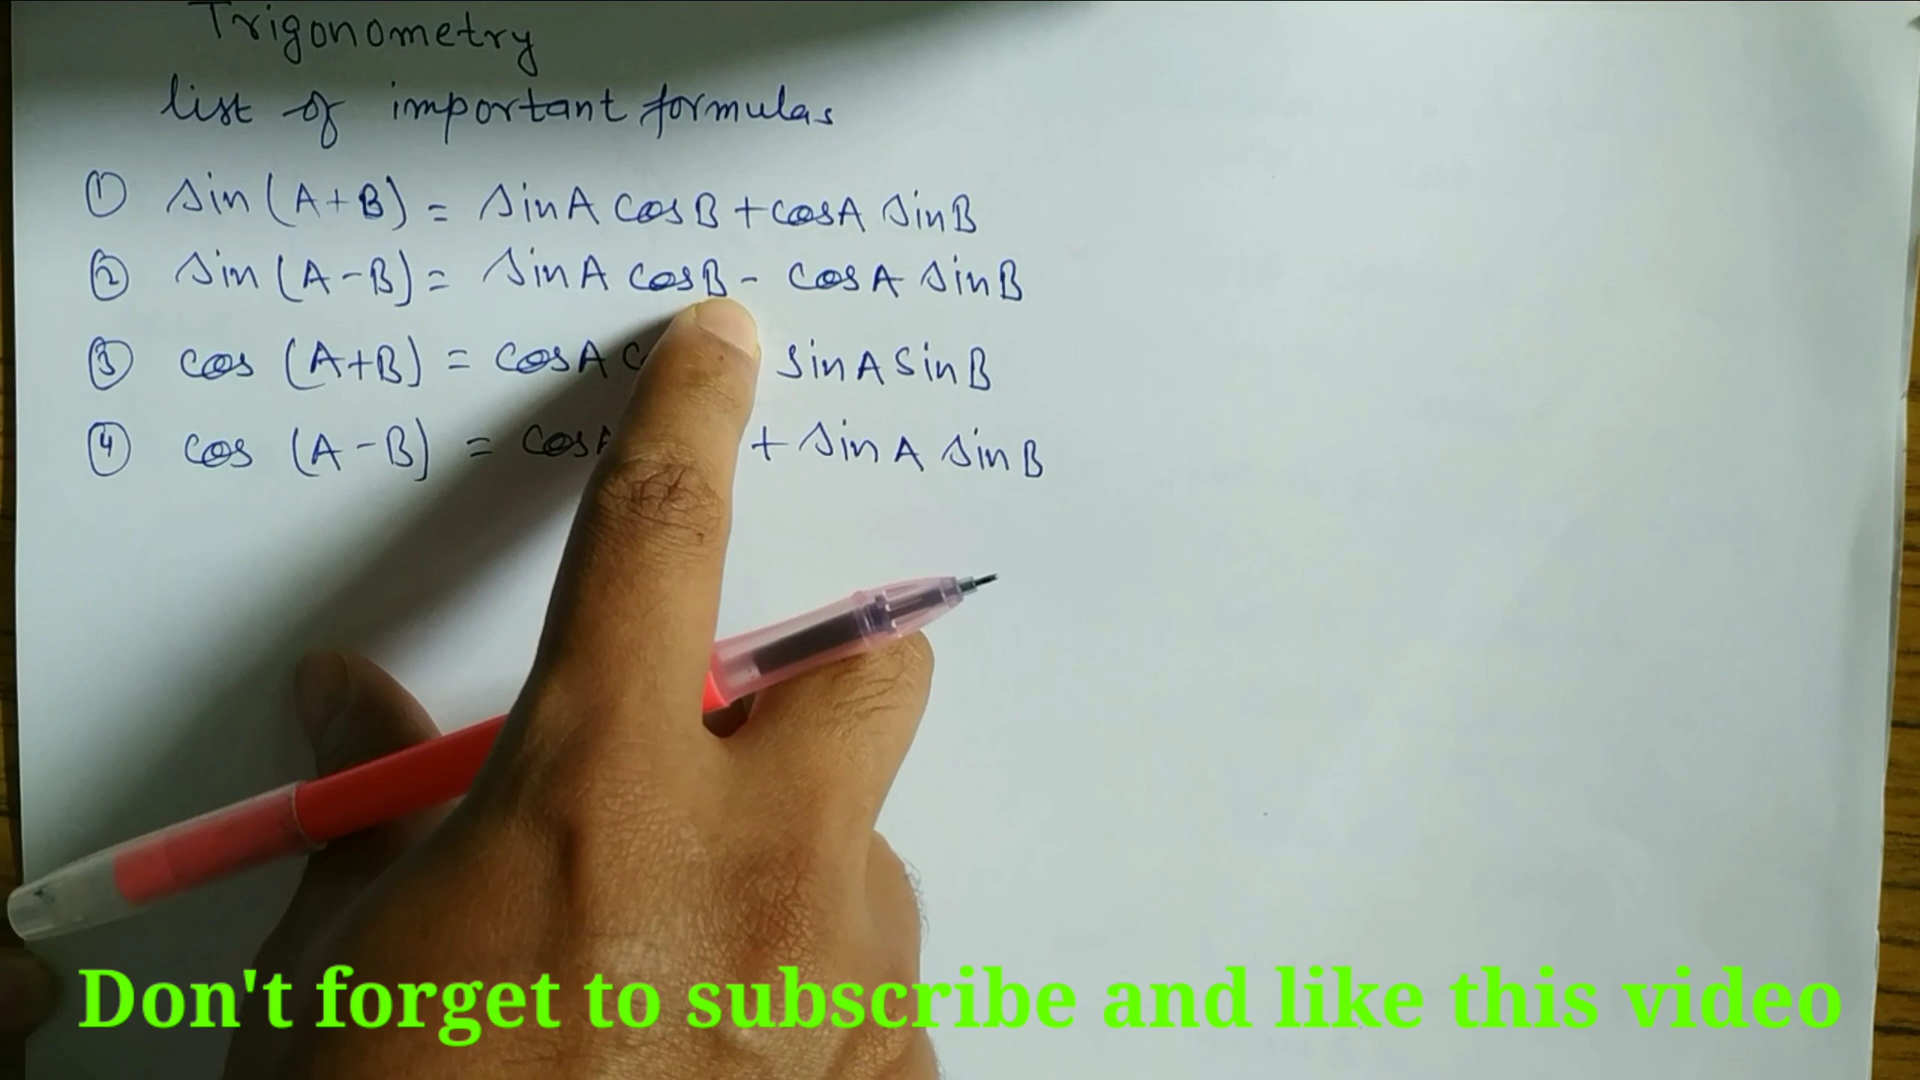 Trigonometry
list of important formulas
① sin (A+B) = sinA cosB + cosA sinB
② sin (A-B) = sinA cosB - cosA sinB
③ cos (A+B) = cosA sinA sinB
④ cos (A-B) = cosA + sinA sinB
Don't forget to subscribe and like this video